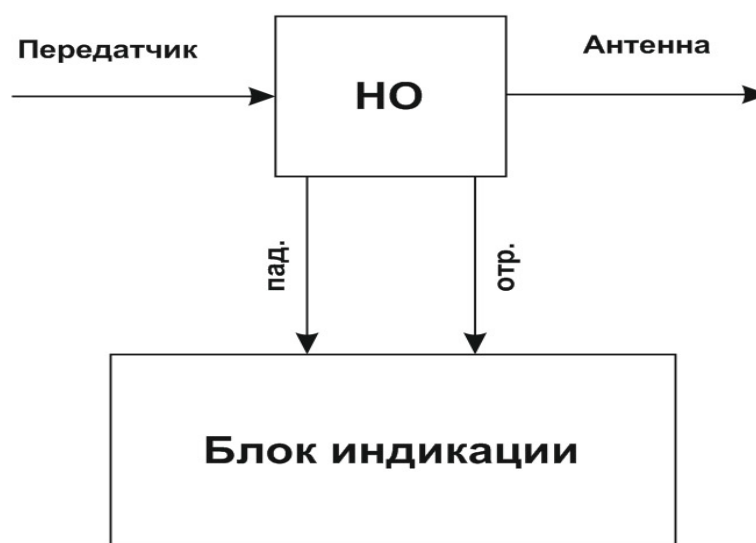 Передатчик
Антенна
НО
пад.
отр.
Блок индикации